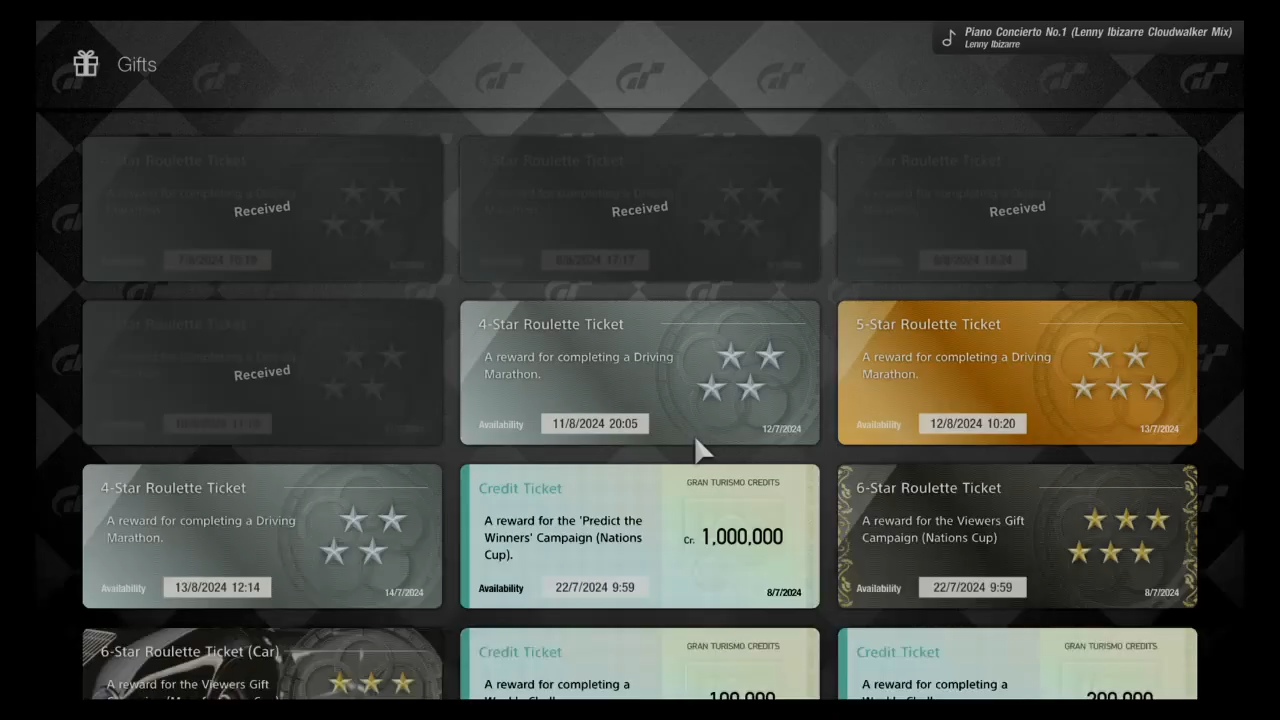 Gifts
Piano Concierto No.1 (Lenny Ibizarre Cloudwalker Mix)
Lenny Ibizarre
Received
Received
Received
Received
4-Star Roulette Ticket
A reward for completing a Driving
Marathon.
Availability 11/8/2024 20:05
12/7/2024
5-Star Roulette Ticket
A reward for completing a Driving
Marathon.
Availability 12/8/2024 10:20
13/7/2024
4-Star Roulette Ticket
A reward for completing a Driving
Marathon.
Availability 13/8/2024 12:14
14/7/2024
Credit Ticket
A reward for the 'Predict the
Winners' Campaign (Nations
Cup).
GRAN TURISMO CREDITS
Cr. 1,000,000
Availability 22/7/2024 9:59
8/7/2024
6-Star Roulette Ticket
A reward for the Viewers Gift
Campaign (Nations Cup)
Availability 22/7/2024 9:59
8/7/2024
6-Star Roulette Ticket (Car)
A reward for the Viewers Gift
Credit Ticket
A reward for completing a
GRAN TURISMO CREDITS
100,000
Credit Ticket
A reward for completing a
GRAN TURISMO CREDITS
200,000